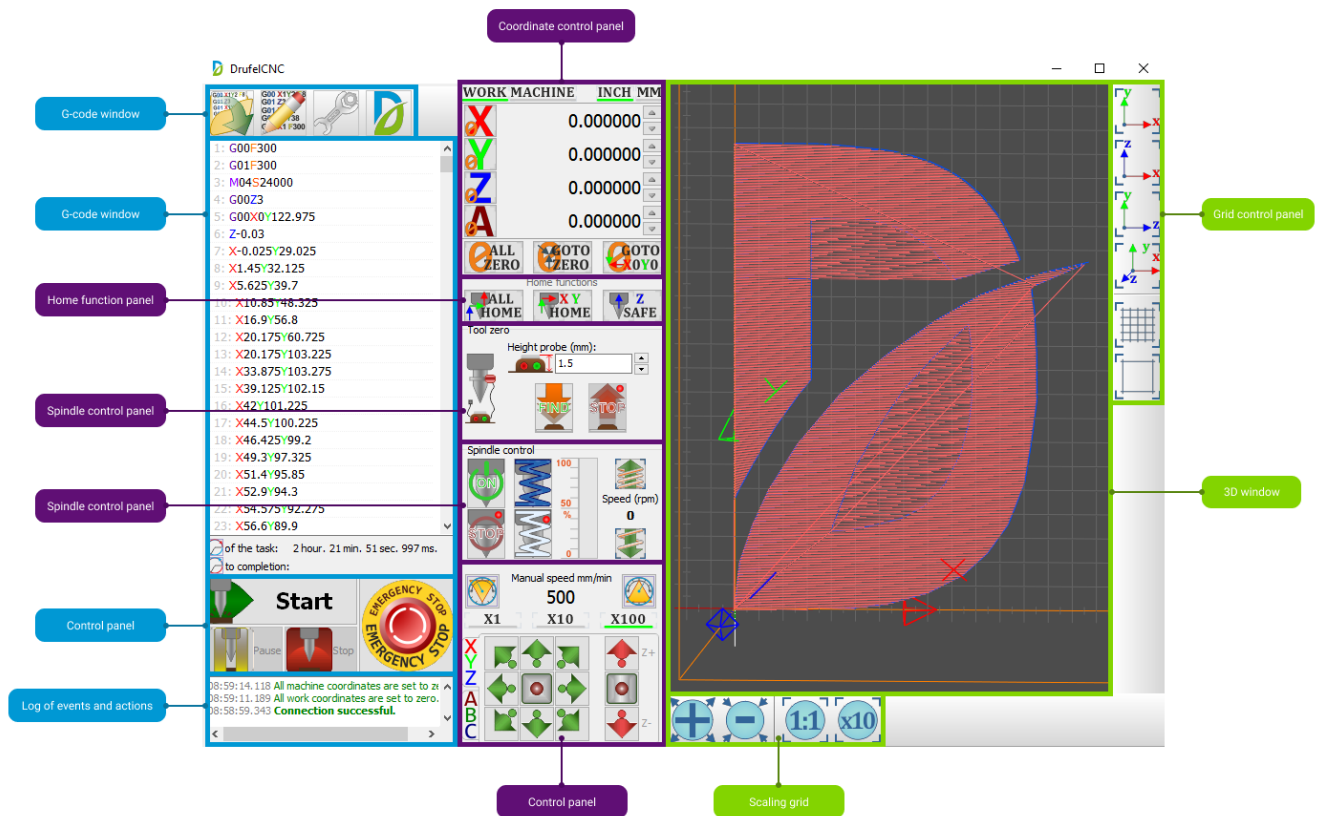 Coordinate control panel
DrufelCNC
G-code window
G-code window
Home function panel
Spindle control panel
Spindle control panel
Control panel
Log of events and actions
1: G00F300
2: G01F300
3: M04S24000
4: G00Z3
5: G00X0Y122.975
6: Z-0.03
7: X-0.025Y29.025
8: X1.45Y32.125
9: X5.625Y39.7
10: X10.85Y48.325
11: X16.9Y56.8
12: X20.175Y60.725
13: X20.175Y103.225
14: X33.875Y103.275
15: X39.125Y102.15
16: X42Y101.225
17: X44.5Y100.225
18: X46.425Y99.2
19: X49.3Y97.325
20: X51.4Y95.85
21: X52.9Y94.3
22: X54.575Y92.275
23: X56.6Y89.9
of the task: 2 hour. 21 min. 51 sec. 997 ms.
to completion:
Start
Pause
Stop
EMERGENCY STOP
EMERGENCY STOP
08:59:14.118 All machine coordinates are set to
08:59:11.189 All work coordinates are set to zero.
08:58:59.343 Connection successful.
WORK MACHINE INCH MM
X 0.000000
Y 0.000000
Z 0.000000
A 0.000000
ALL ZERO
GOTO ZERO
GOTO X0Y0
Home functions
ALL HOME
X Y HOME
Z SAFE
Tool zero
Height probe (mm):
1.5
FIND
STOP
Spindle control
ON
STOP
100
50
%
0
Speed (rpm)
0
Manual speed mm/min
500
X1 X10 X100
X
Y
Z
A
B
C
Z+
Z-
Control panel
Y
X
y
x
z
x
y
z
y
x
z
Grid control panel
3D window
1:1
x10
Scaling grid